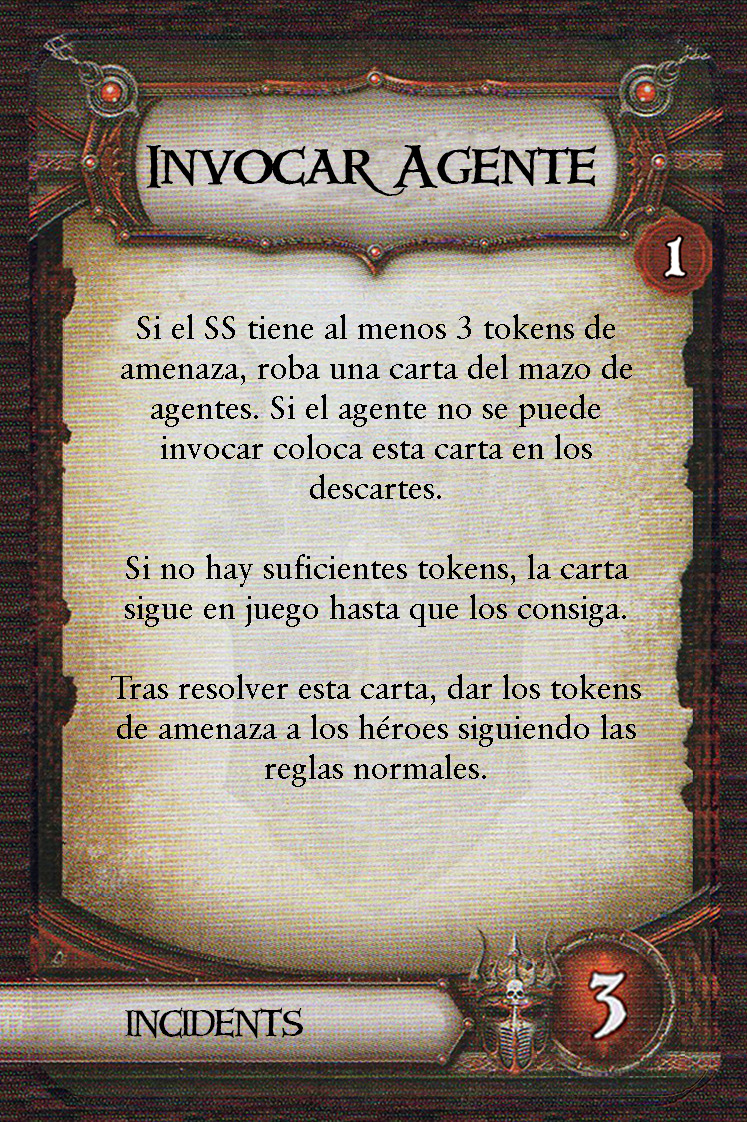 Invocar Agente
1
Si el SS tiene al menos 3 tokens de
amenaza, roba una carta del mazo de
agentes. Si el agente no se puede
invocar coloca esta carta en los
descartes.
Si no hay suficientes tokens, la carta
sigue en juego hasta que los consiga.
Tras resolver esta carta, dar los tokens
de amenaza a los héroes siguiendo las
reglas normales.
INCIDENTS
3